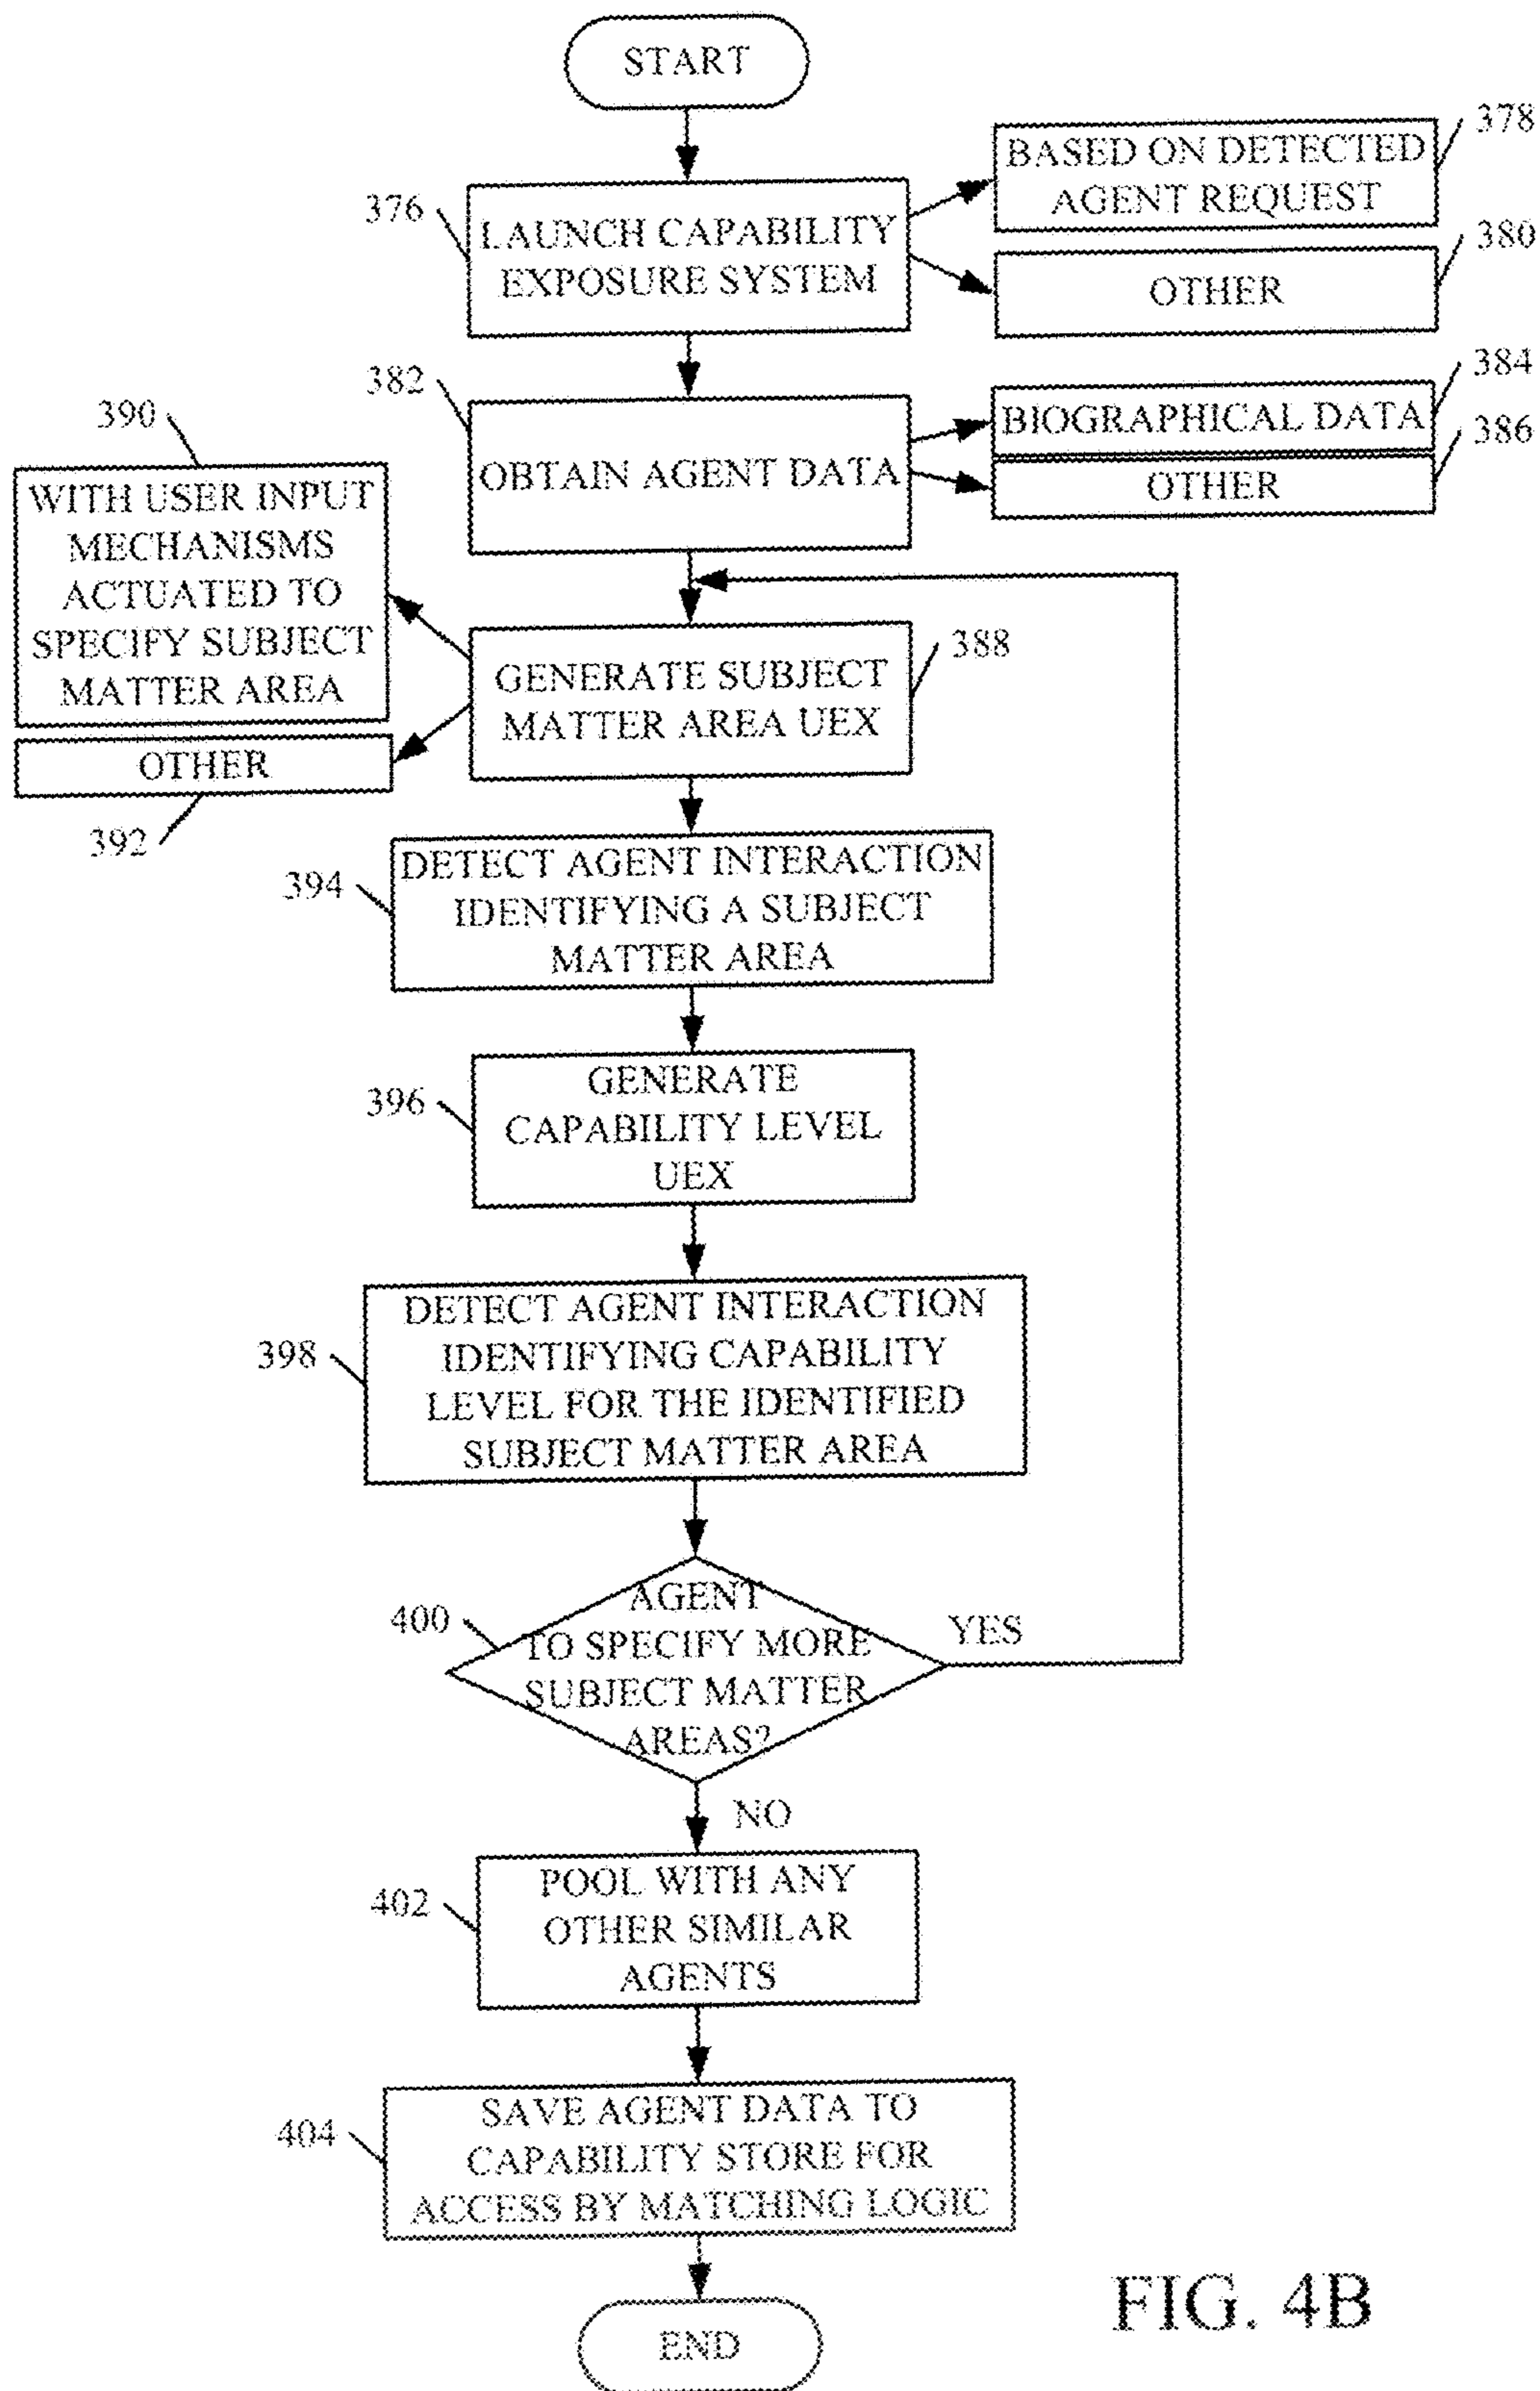 START
378
BASED ON DETECTED
AGENT REQUEST
376
LAUNCH CAPABILITY
EXPOSURE SYSTEM
380
OTHER
382
384
BIOGRAPHICAL DATA
386
OTHER
OBTAIN AGENT DATA
390
WITH USER INPUT
MECHANISMS
ACTUATED TO
SPECIFY SUBJECT
MATTER AREA
388
GENERATE SUBJECT
MATTER AREA UEX
OTHER
392
394
DETECT AGENT INTERACTION
IDENTIFYING A SUBJECT
MATTER AREA
396
GENERATE
CAPABILITY LEVEL
UEX
398
DETECT AGENT INTERACTION
IDENTIFYING CAPABILITY
LEVEL FOR THE IDENTIFIED
SUBJECT MATTER AREA
400
AGENT
TO SPECIFY MORE
SUBJECT MATTER
AREAS?
YES
NO
402
POOL WITH ANY
OTHER SIMILAR
AGENTS
404
SAVE AGENT DATA TO
CAPABILITY STORE FOR
ACCESS BY MATCHING LOGIC
END
FIG. 4B